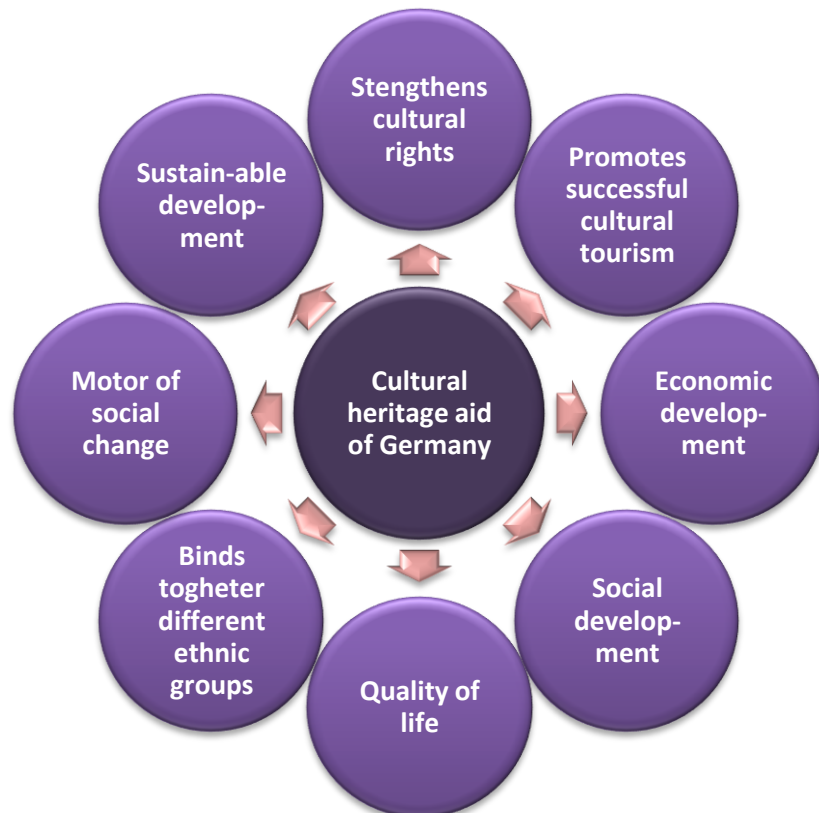 Stengthens
cultural
rights
Promotes
successful
cultural
tourism
Economic
develop-
ment
Social
develop-
ment
Quality of
life
Binds
togheter
different
ethnic
groups
Motor of
social
change
Sustain-able
develop-
ment
Cultural
heritage aid
of Germany